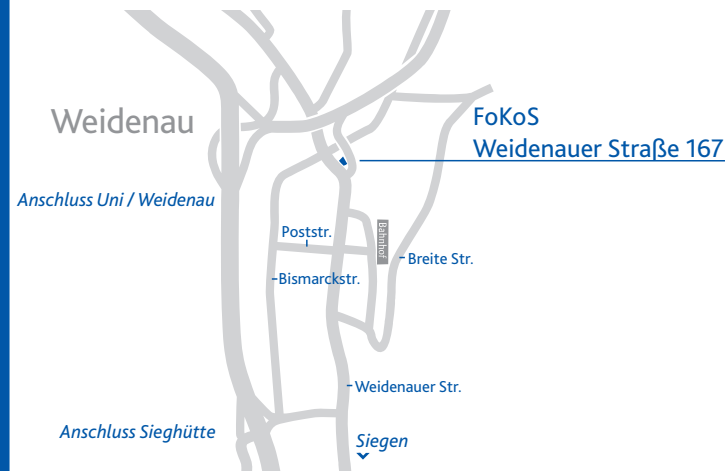 Weidenau
FoKoS
Weidenauer Straße 167
Anschluss Uni / Weidenau
Poststr.
Bahnhof
Breite Str.
Bismarckstr.
Weidenauer Str.
Anschluss Sieghütte
Siegen